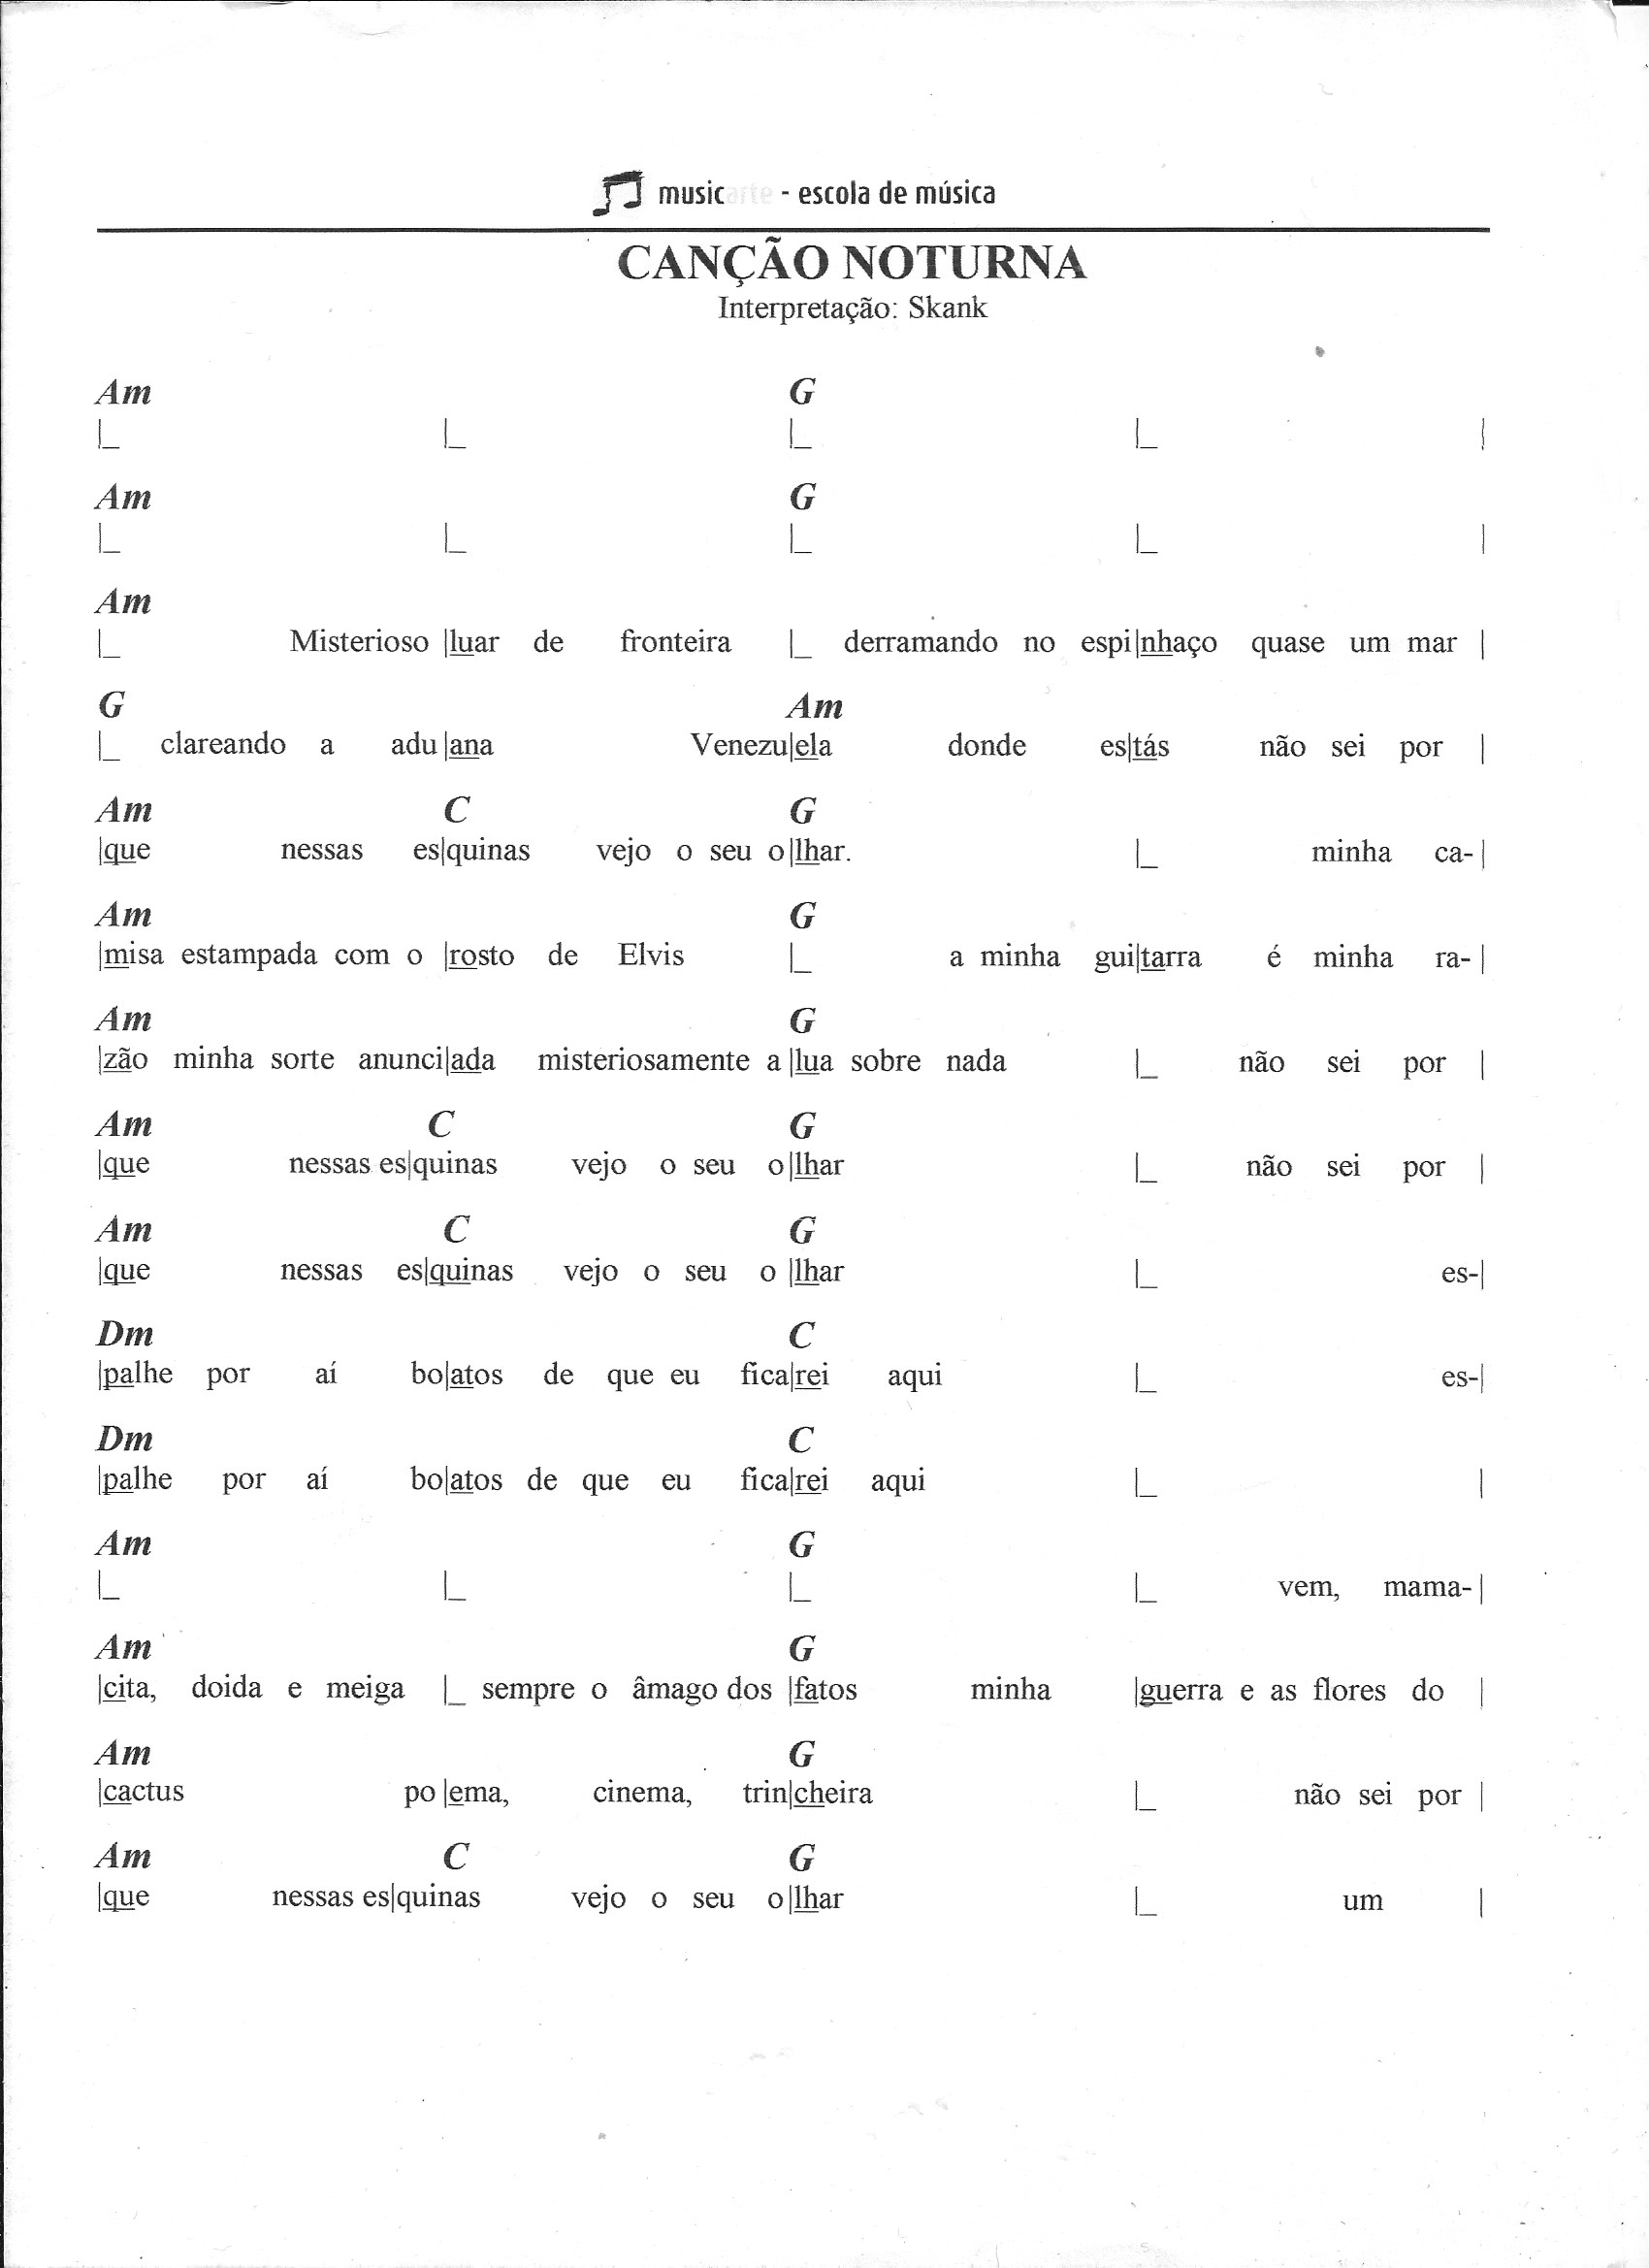 musicarte - escola de música
CANÇÃO NOTURNA
Interpretação: Skank
Am G
|_ |_ |_ |_ |
Am G
|_ |_ |_ |_ |
Am
|_ Misterioso |luar de fronteira |_ derramando no espi|nhaço quase um mar |
G Am
|_ clareando a adu|ana Venezu|ela donde es|tás não sei por |
Am C G
|que nessas es|quinas vejo o seu o|lhar. |_ minha ca-|
Am G
|misa estampada com o |rosto de Elvis |_ a minha gui|tarra é minha ra-|
Am G
|zão minha sorte anunci|ada misteriosamente a |lua sobre nada |_ não sei por |
Am C G
|que nessas es|quinas vejo o seu o|lhar |_ não sei por |
Am C G
|que nessas es|quinas vejo o seu o |lhar |_ es-|
Dm C
|palhe por aí bo|atos de que eu fica|rei aqui |_ es-|
Dm C
|palhe por aí bo|atos de que eu fica|rei aqui |_ |
Am G
|_ |_ |_ |_ vem, mama-|
Am G
|cita, doida e meiga |_ sempre o âmago dos |fatos minha |guerra e as flores do |
Am G
|cactus po|ema, cinema, trin|cheira |_ não sei por |
Am C G
|que nessas es|quinas vejo o seu o|lhar |_ um |